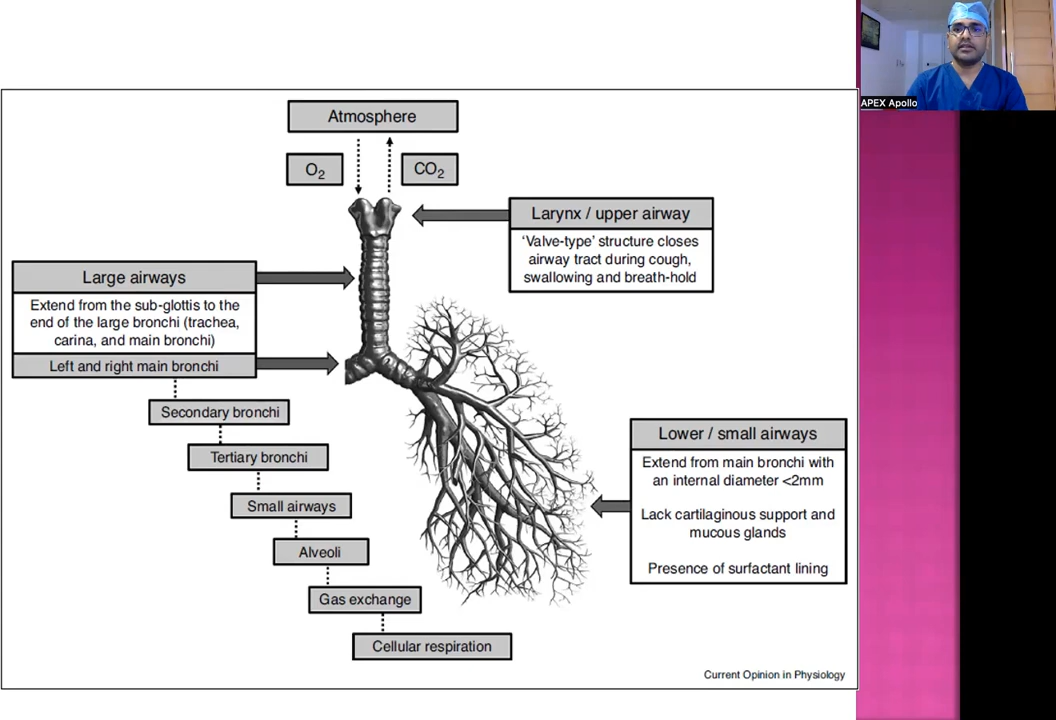 APEX Apollo
Atmosphere
O2
CO2
Larynx / upper airway
'Valve-type' structure closes
airway tract during cough,
swallowing and breath-hold
Large airways
Extend from the sub-glottis to the
end of the large bronchi (trachea,
carina, and main bronchi)
Left and right main bronchi
Secondary bronchi
Tertiary bronchi
Small airways
Alveoli
Gas exchange
Cellular respiration
Lower / small airways
Extend from main bronchi with
an internal diameter <2mm
Lack cartilaginous support and
mucous glands
Presence of surfactant lining
Current Opinion in Physiology